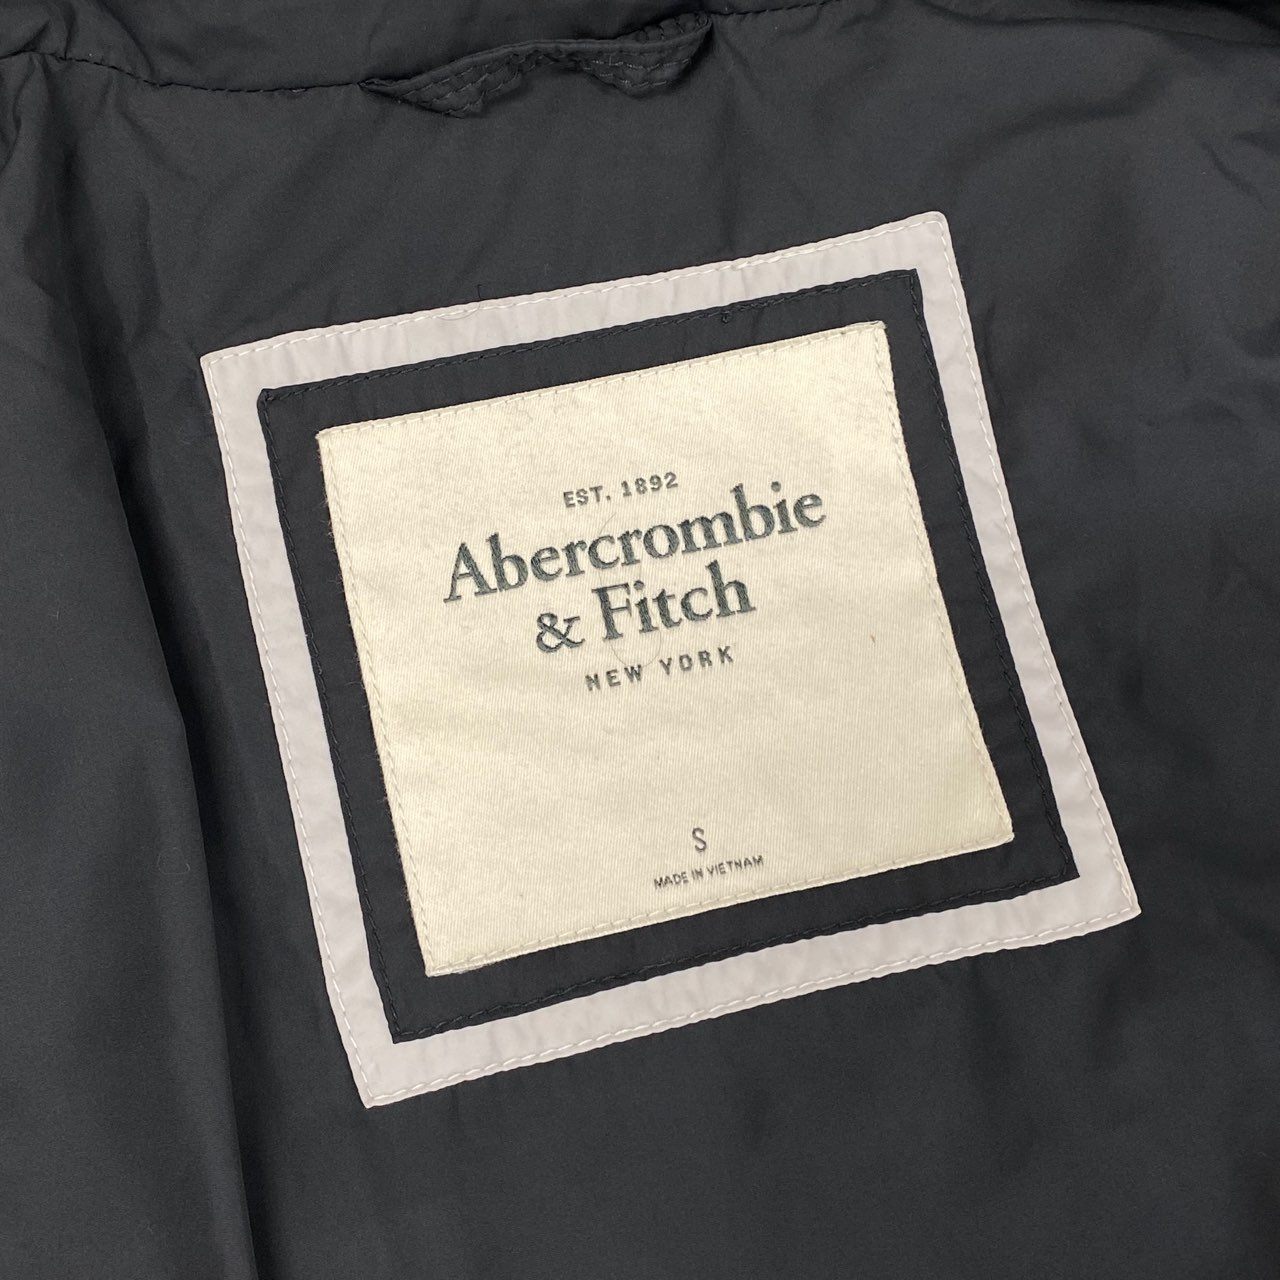 EST. 1892
Abercrombie
& Fitch
NEW YORK
S
MADE IN VIETNAM